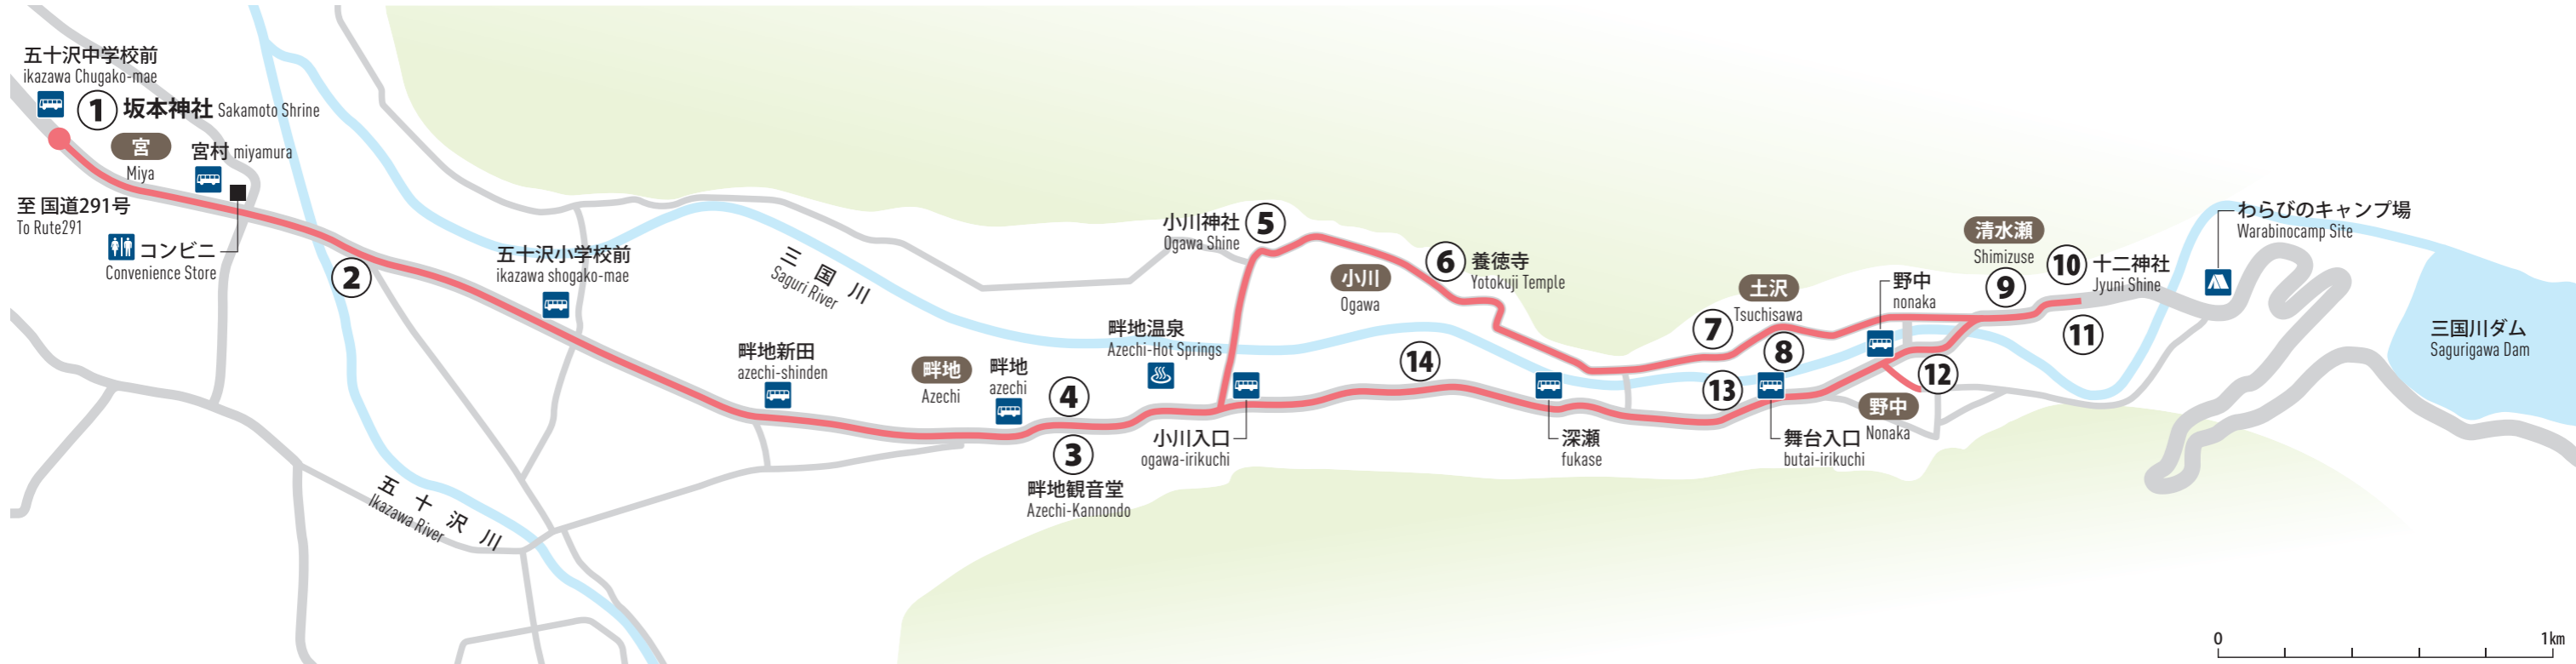 五十沢中学校前
ikazawa Chugako-mae
① 坂本神社 Sakamoto Shrine
宮
Miya
宮村 miyamura
至 国道291号
To Rute291
コンビニ
Convenience Store
②
五十沢小学校前
ikazawa shogako-mae
三国川
Saguri River
五十沢川
Ikazawa River
畔地新田
azechi-shinden
畔地
Azechi
畔地
azechi
④
③
畔地観音堂
Azechi-Kannondo
畔地温泉
Azechi-Hot Springs
小川神社
Ogawa Shine
⑤
小川入口
ogawa-irikuchi
小川
Ogawa
⑥
養徳寺
Yotokuji Temple
⑭
深瀬
fukase
⑦
土沢
Tsuchisawa
⑧
⑬
舞台入口
butai-irikuchi
野中
nonaka
野中
Nonaka
⑫
清水瀬
Shimizuse
⑨
⑩
十二神社
Jyuni Shine
⑪
わらびのキャンプ場
Warabinocamp Site
三国川ダム
Sagurigawa Dam
0
1km